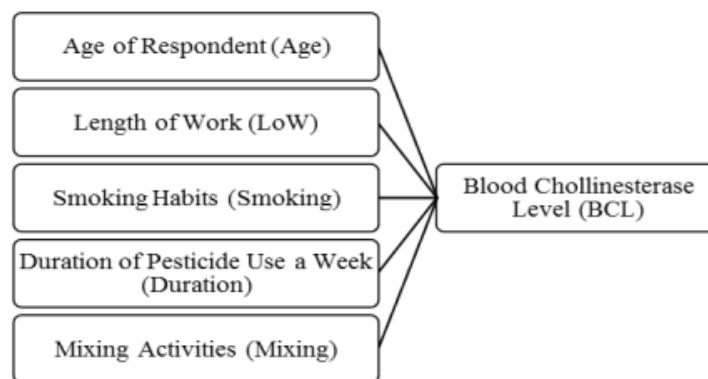 Age of Respondent (Age)
Length of Work (LoW)
Smoking Habits (Smoking)
Duration of Pesticide Use a Week
(Duration)
Mixing Activities (Mixing)
Blood Chollinesterase
Level (BCL)